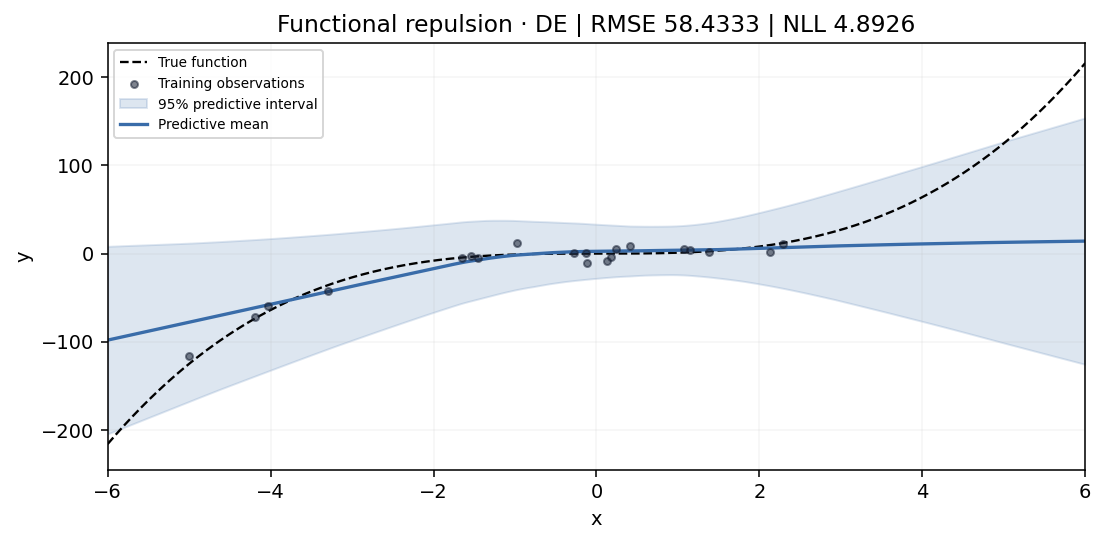 Functional repulsion · DE | RMSE 58.4333 | NLL 4.8926
True function
Training observations
95% predictive interval
Predictive mean
200
100
0
−100
−200
y
−6 −4 −2 0 2 4 6
x